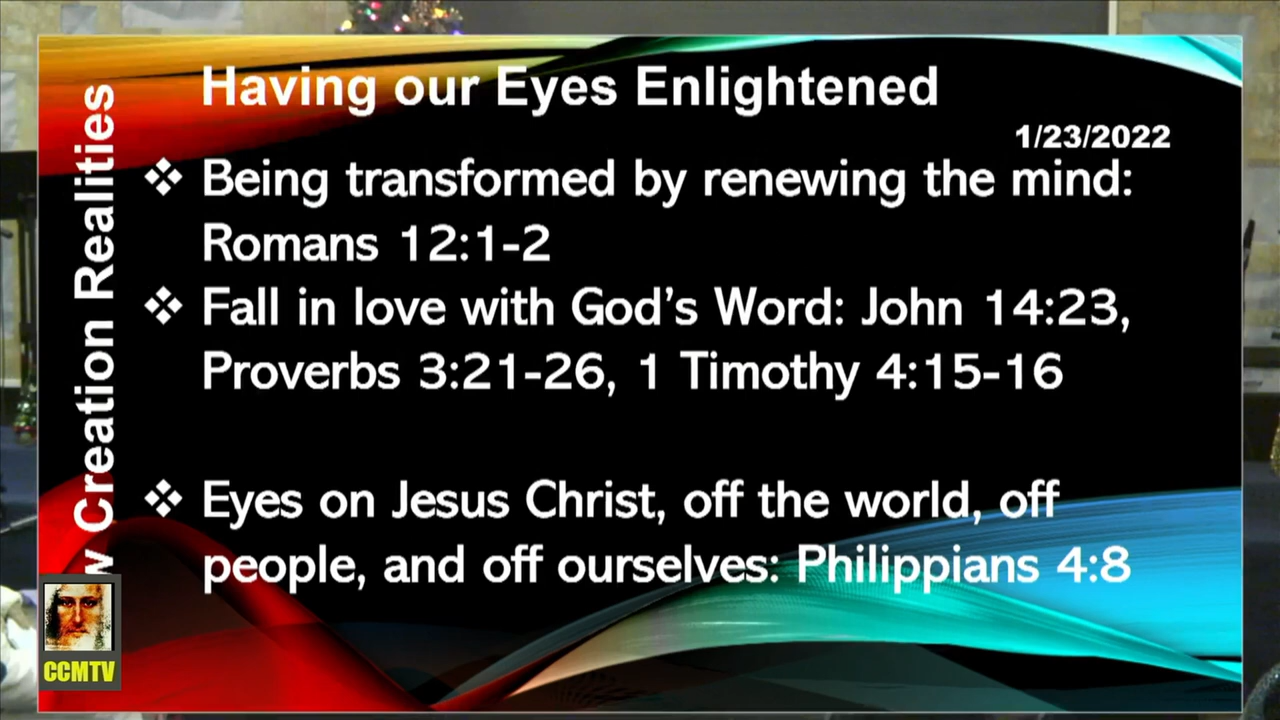 Having our Eyes Enlightened
1/23/2022
w Creation Realities
❖ Being transformed by renewing the mind:
Romans 12:1-2
❖ Fall in love with God's Word: John 14:23,
Proverbs 3:21-26, 1 Timothy 4:15-16
❖ Eyes on Jesus Christ, off the world, off
people, and off ourselves: Philippians 4:8
CCMTV